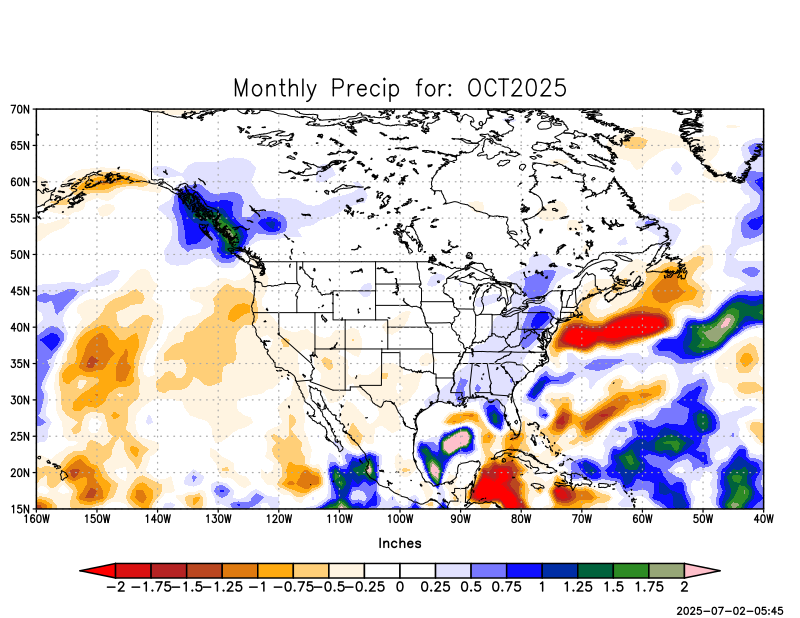 Monthly Precip for: OCT2025
70N
65N
60N
55N
50N
45N
40N
35N
30N
25N
20N
15N
160W 150W 140W 130W 120W 110W 100W 90W 80W 70W 60W 50W 40W
Inches
-2 -1.75 -1.5 -1.25 -1 -0.75 -0.5 -0.25 0 0.25 0.5 0.75 1 1.25 1.5 1.75 2
2025-07-02-05:45